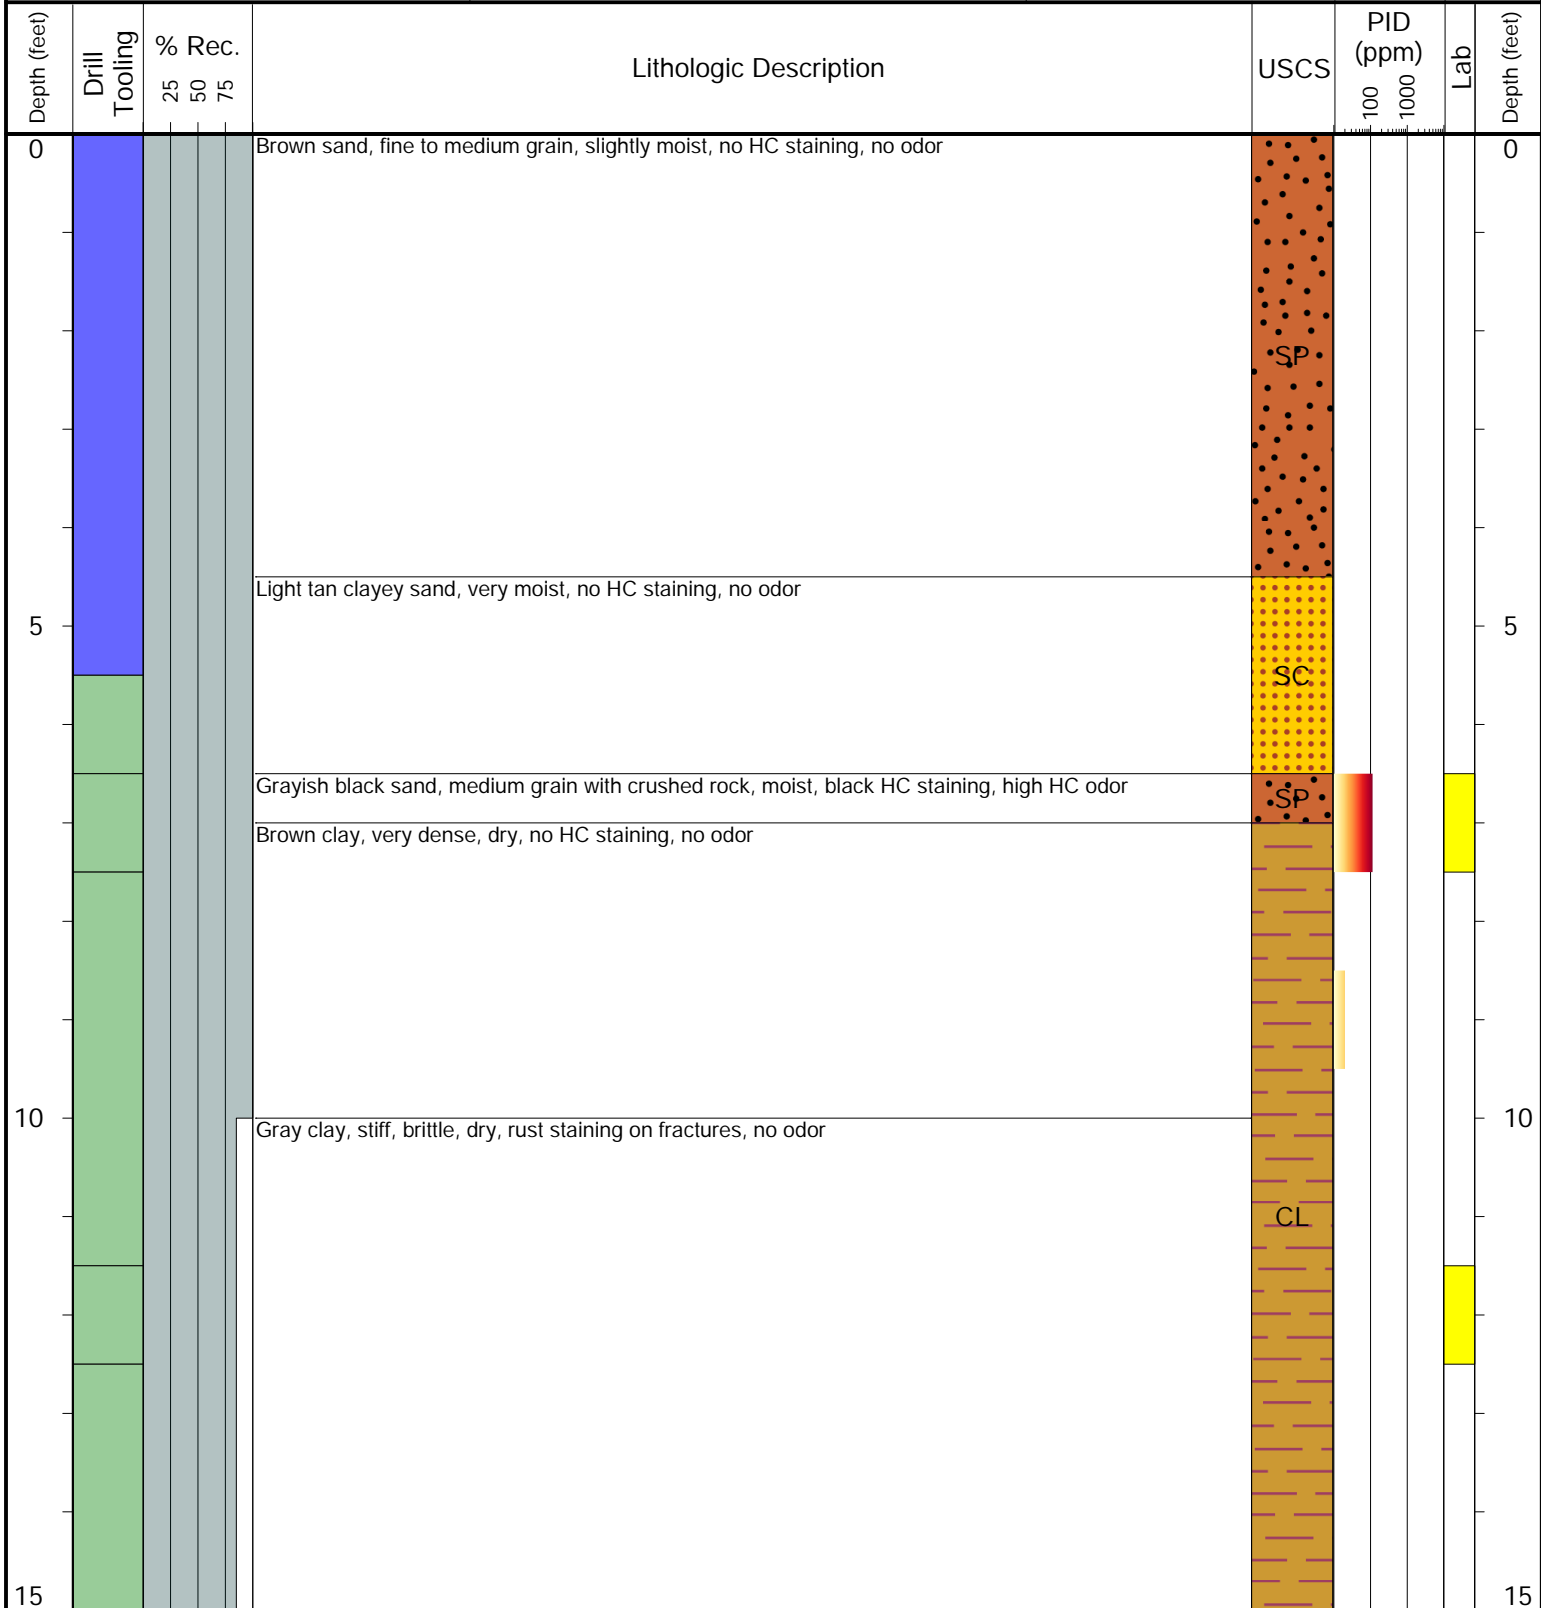 Depth (feet)
Drill
Tooling
% Rec.
25 50 75
Lithologic Description
USCS
PID
(ppm)
100 1000
Lab
Depth (feet)
0 Brown sand, fine to medium grain, slightly moist, no HC staining, no odor 0
SP
Light tan clayey sand, very moist, no HC staining, no odor
5 5
SC
Grayish black sand, medium grain with crushed rock, moist, black HC staining, high HC odor
SP
Brown clay, very dense, dry, no HC staining, no odor
10 10
Gray clay, stiff, brittle, dry, rust staining on fractures, no odor
CL
15 15